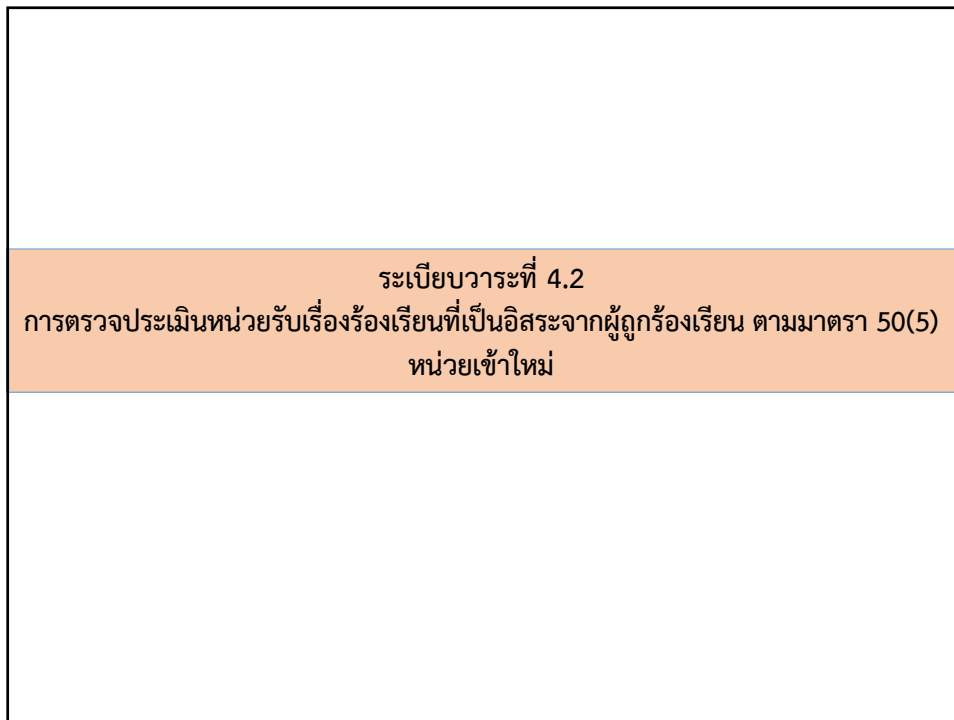 ระเบียบวาระที่ 4.2
การตรวจประเมินหน่วยรับเรื่องร้องเรียนที่เป็นอิสระจากผู้ถูกร้องเรียน ตามมาตรา 50(5)
หน่วยเข้าใหม่